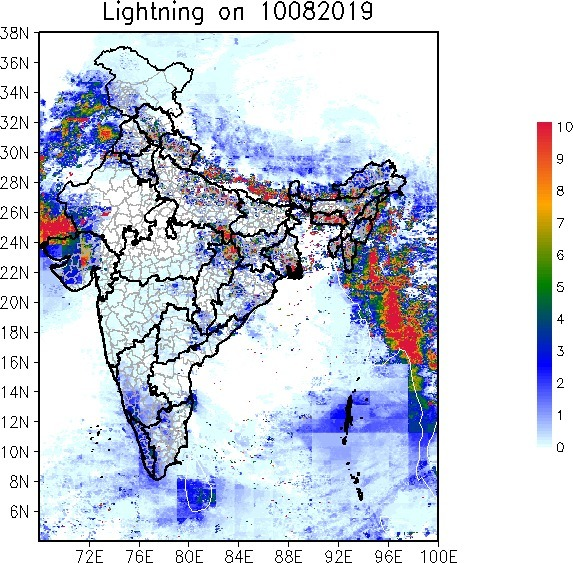 Lightning on 10082019
38N
36N
34N
32N
30N
28N
26N
24N
22N
20N
18N
16N
14N
12N
10N
8N
6N
72E 76E 80E 84E 88E 92E 96E 100E
10
9
8
7
6
5
4
3
2
1
0